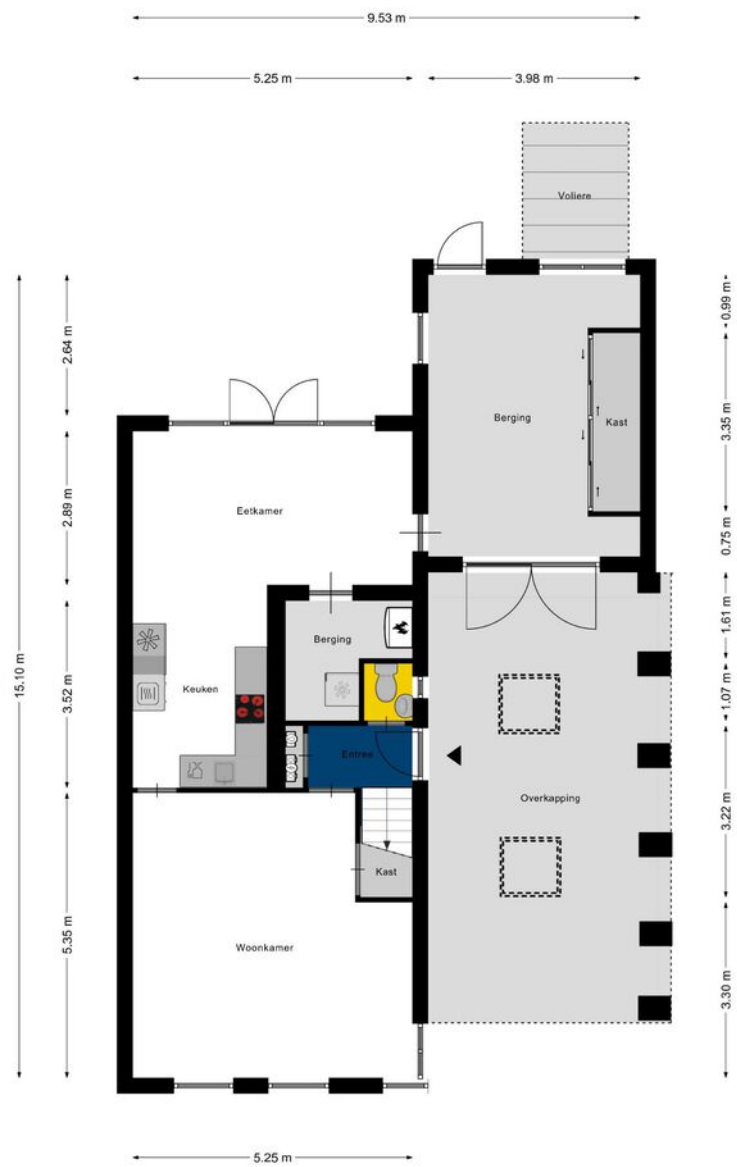 9.53 m
5.25 m
3.98 m
Voliere
0.99 m
2.64 m
3.35 m
Berging
Kast
2.89 m
Eetkamer
0.75 m
15.10 m
1.61 m
Berging
3.52 m
Keuken
1.07 m
Entree
Overkapping
3.22 m
Kast
5.35 m
Woonkamer
3.30 m
5.25 m